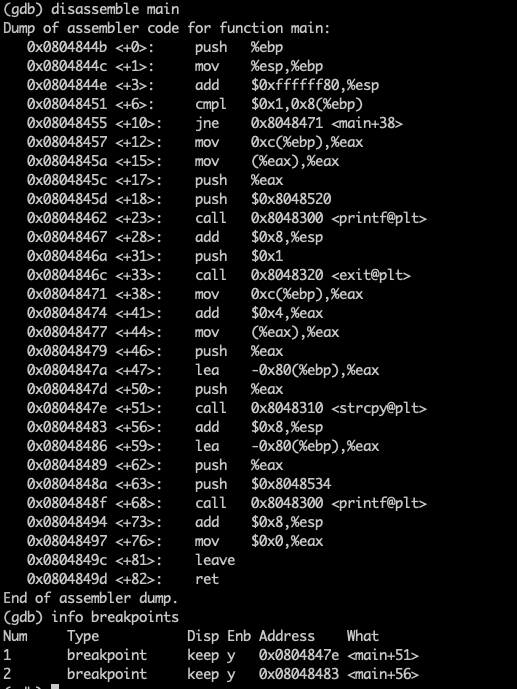 (gdb) disassemble main
Dump of assembler code for function main:
   0x0804844b <+0>:     push   %ebp
   0x0804844c <+1>:     mov    %esp,%ebp
   0x0804844e <+3>:     add    $0xffffff80,%esp
   0x08048451 <+6>:     cmpl   $0x1,0x8(%ebp)
   0x08048455 <+10>:    jne    0x8048471 <main+38>
   0x08048457 <+12>:    mov    0xc(%ebp),%eax
   0x0804845a <+15>:    mov    (%eax),%eax
   0x0804845c <+17>:    push   %eax
   0x0804845d <+18>:    push   $0x8048520
   0x08048462 <+23>:    call   0x8048300 <printf@plt>
   0x08048467 <+28>:    add    $0x8,%esp
   0x0804846a <+31>:    push   $0x1
   0x0804846c <+33>:    call   0x8048320 <exit@plt>
   0x08048471 <+38>:    mov    0xc(%ebp),%eax
   0x08048474 <+41>:    add    $0x4,%eax
   0x08048477 <+44>:    mov    (%eax),%eax
   0x08048479 <+46>:    push   %eax
   0x0804847a <+47>:    lea    -0x80(%ebp),%eax
   0x0804847d <+50>:    push   %eax
   0x0804847e <+51>:    call   0x8048310 <strcpy@plt>
   0x08048483 <+56>:    add    $0x8,%esp
   0x08048486 <+59>:    lea    -0x80(%ebp),%eax
   0x08048489 <+62>:    push   %eax
   0x0804848a <+63>:    push   $0x8048534
   0x0804848f <+68>:    call   0x8048300 <printf@plt>
   0x08048494 <+73>:    add    $0x8,%esp
   0x08048497 <+76>:    mov    $0x0,%eax
   0x0804849c <+81>:    leave
   0x0804849d <+82>:    ret
End of assembler dump.
(gdb) info breakpoints
Num     Type           Disp Enb Address    What
1       breakpoint     keep y   0x0804847e <main+51>
2       breakpoint     keep y   0x08048483 <main+56>